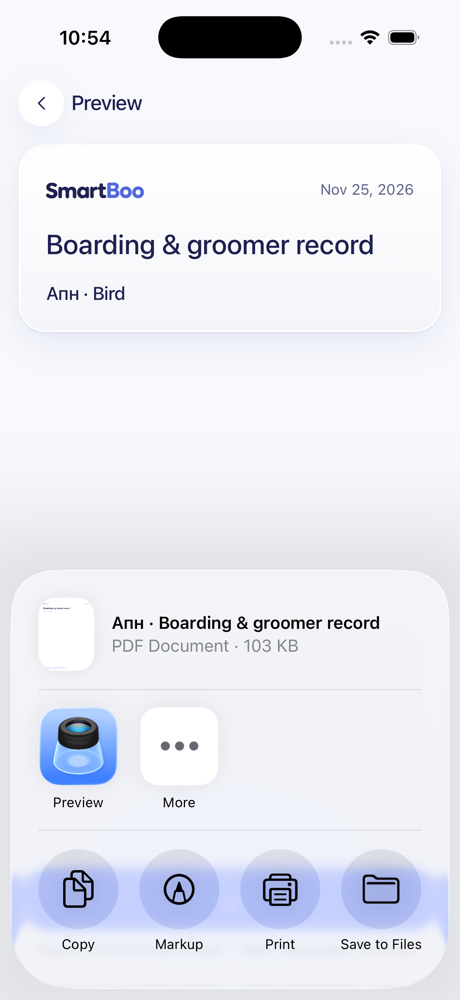 10:54
Preview
SmartBoo
Nov 25, 2026
Boarding & groomer record
Апн · Bird
Апн · Boarding & groomer record
PDF Document · 103 KB
Preview
More
Copy
Markup
Print
Save to Files